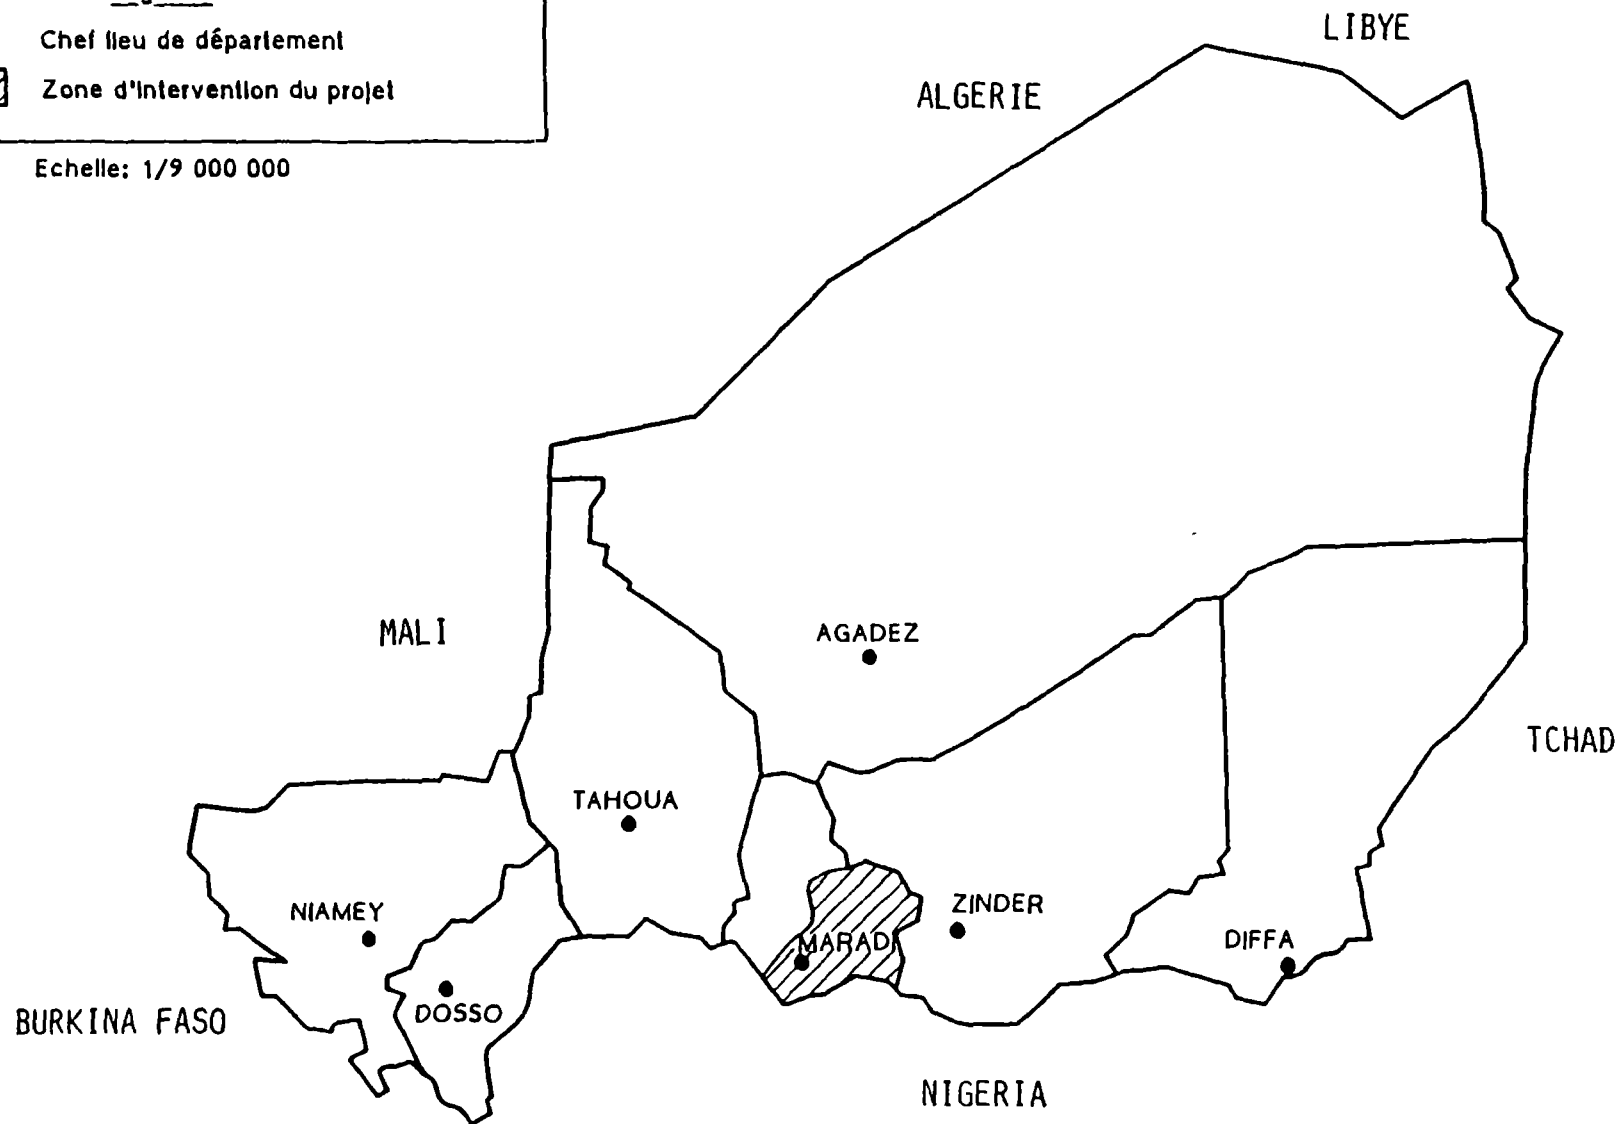 Chef lieu de département
Zone d'intervention du projet
Echelle: 1/9 000 000
LIBYE
ALGERIE
MALI
AGADEZ
TCHAD
TAHOUA
NIAMEY
ZINDER
MARADI
DIFFA
DOSSO
BURKINA FASO
NIGERIA